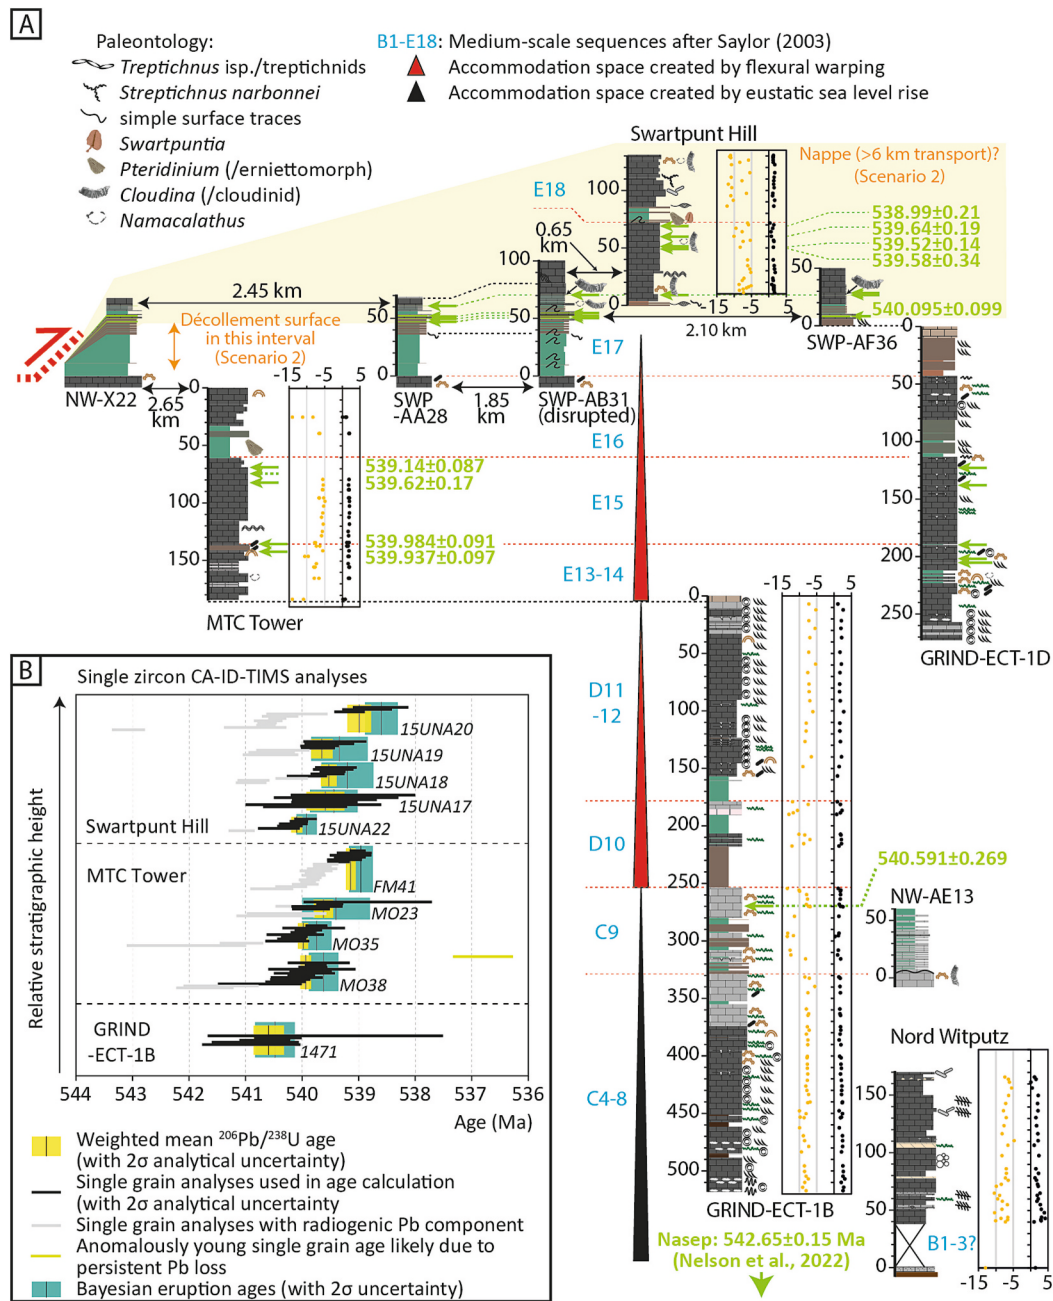 A
Paleontology:
Treptichnus isp./treptichnids
Streptichnus narbonnei
simple surface traces
Swartpuntia
Pteridinium (/erniettomorph)
Cloudina (/cloudinid)
Namacalathus
B1-E18: Medium-scale sequences after Saylor (2003)
Accommodation space created by flexural warping
Accommodation space created by eustatic sea level rise
Swartpunt Hill
Nappe (>6 km transport)?
(Scenario 2)
E18
100
50
0
-15 -5 5
538.99±0.21
539.64±0.19
539.52±0.14
539.58±0.34
540.095±0.099
0.65
km
2.45 km
2.10 km
Décollement surface
in this interval
(Scenario 2)
50
0
100
50
0
50
0
SWP-AF36
E17
NW-X22
2.65
km
SWP
-AA28
1.85
km
SWP-AB31
(disrupted)
0
50
100
150
-15 -5 5
MTC Tower
539.14±0.087
539.62±0.17
539.984±0.091
539.937±0.097
E16
E15
E13-14
0
50
100
150
200
250
GRIND-ECT-1D
D11
-12
D10
C9
C4-8
0
50
100
150
200
250
300
350
400
450
500
-15 -5 5
GRIND-ECT-1B
540.591±0.269
NW-AE13
50
0
Nord Witputz
150
100
50
0
B1-3?
-15 -5 5
Nasep: 542.65±0.15 Ma
(Nelson et al., 2022)
B
Single zircon CA-ID-TIMS analyses
Relative stratigraphic height
15UNA20
15UNA19
15UNA18
15UNA17
15UNA22
Swartpunt Hill
MTC Tower
FM41
MO23
MO35
MO38
GRIND
-ECT-1B
1471
544 543 542 541 540 539 538 537 536
Age (Ma)
Weighted mean ²⁰⁶Pb/²³⁸U age
(with 2σ analytical uncertainty)
Single grain analyses used in age calculation
(with 2σ analytical uncertainty
Single grain analyses with radiogenic Pb component
Anomalously young single grain age likely due to
persistent Pb loss
Bayesian eruption ages (with 2σ uncertainty)